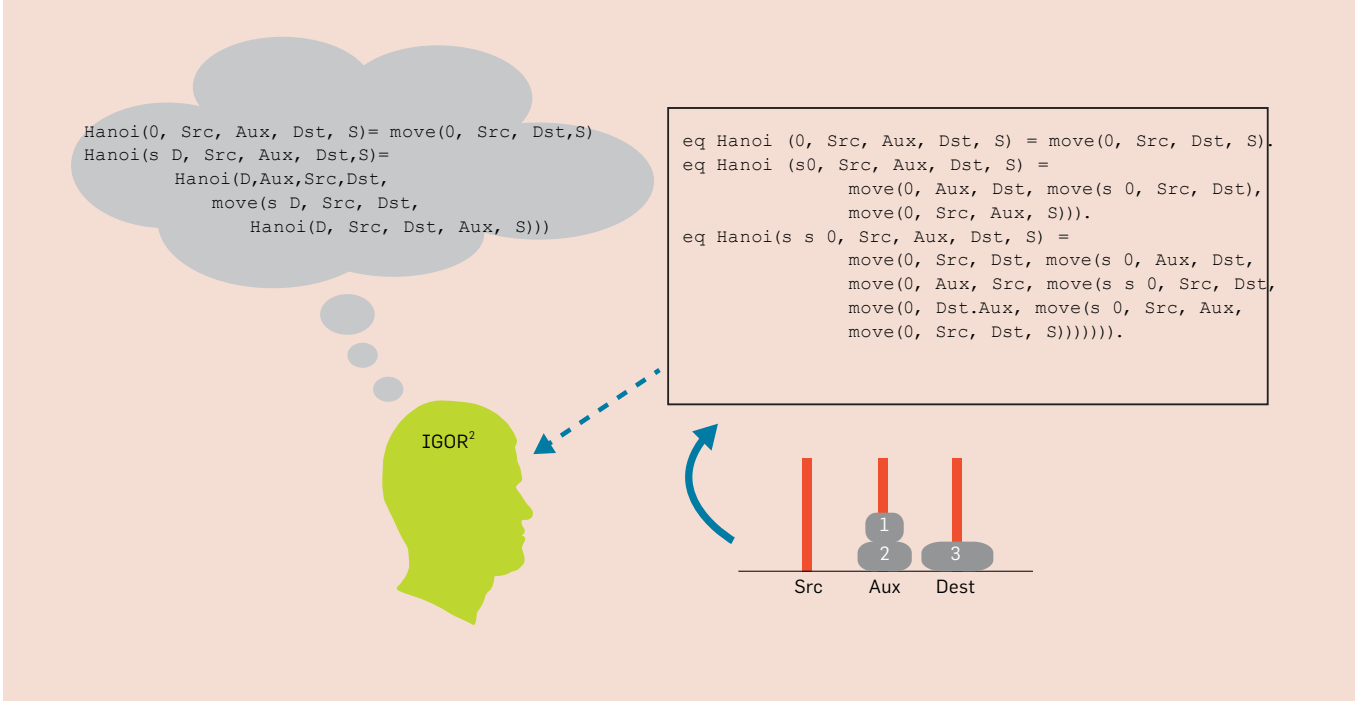 Hanoi(0, Src, Aux, Dst, S)= move(0, Src, Dst,S)
Hanoi(s D, Src, Aux, Dst,S)=
Hanoi(D,Aux,Src,Dst,
move(s D, Src, Dst,
Hanoi(D, Src, Dst, Aux, S)))
eq Hanoi (0, Src, Aux, Dst, S) = move(0, Src, Dst, S).
eq Hanoi (s0, Src, Aux, Dst, S) =
move(0, Aux, Dst, move(s 0, Src, Dst),
move(0, Src, Aux, S))).
eq Hanoi(s s 0, Src, Aux, Dst, S) =
move(0, Src, Dst, move(s 0, Aux, Dst,
move(0, Aux, Src, move(s s 0, Src, Dst,
move(0, Dst.Aux, move(s 0, Src, Aux,
move(0, Src, Dst, S))))))).
IGOR²
1
2 3
Src Aux Dest